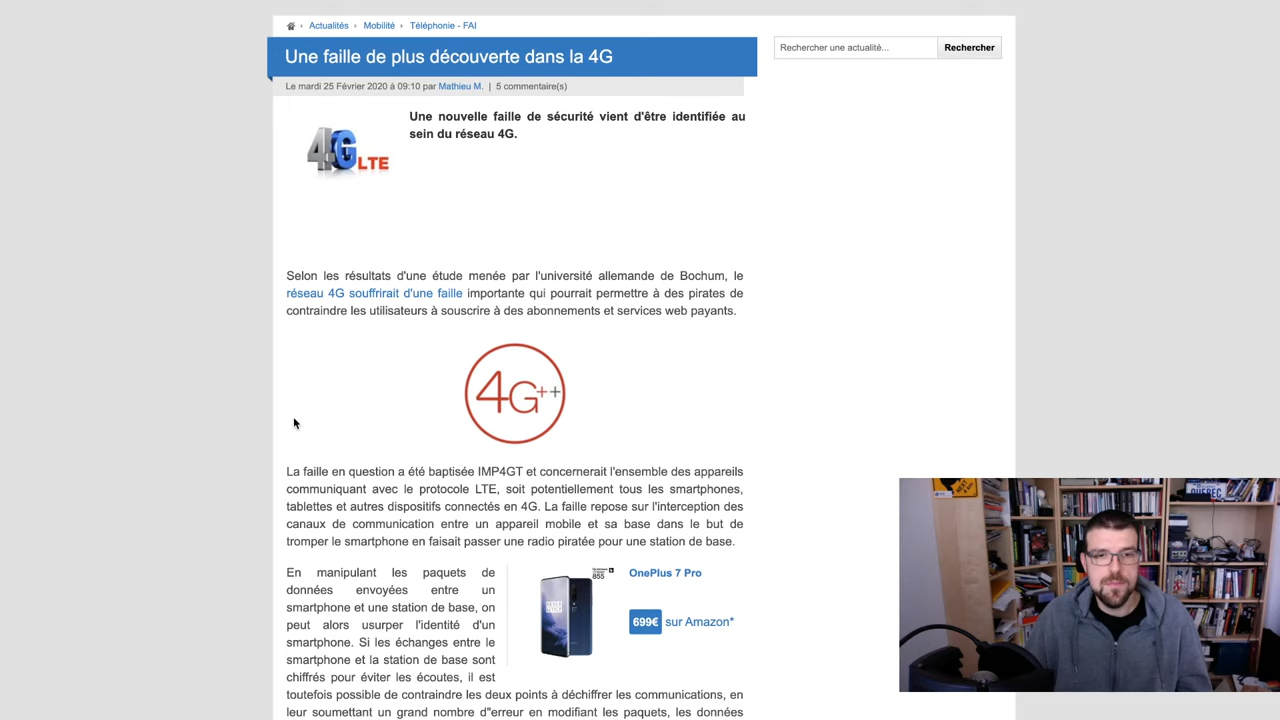 Actualités › Mobilité › Téléphonie - FAI
Une faille de plus découverte dans la 4G
Rechercher une actualité...
Rechercher
Le mardi 25 Février 2020 à 09:10 par Mathieu M. | 5 commentaire(s)
4G LTE
Une nouvelle faille de sécurité vient d'être identifiée au
sein du réseau 4G.
Selon les résultats d'une étude menée par l'université allemande de Bochum, le
réseau 4G souffrirait d'une faille importante qui pourrait permettre à des pirates de
contraindre les utilisateurs à souscrire à des abonnements et services web payants.
4G++
La faille en question a été baptisée IMP4GT et concernerait l'ensemble des appareils
communiquant avec le protocole LTE, soit potentiellement tous les smartphones,
tablettes et autres dispositifs connectés en 4G. La faille repose sur l'interception des
canaux de communication entre un appareil mobile et sa base dans le but de
tromper le smartphone en faisait passer une radio piratée pour une station de base.
En manipulant les paquets de
données envoyées entre un
smartphone et une station de base, on
peut alors usurper l'identité d'un
smartphone. Si les échanges entre le
smartphone et la station de base sont
chiffrés pour éviter les écoutes, il est
855
OnePlus 7 Pro
699€ sur Amazon*
toutefois possible de contraindre les deux points à déchiffrer les communications, en
leur soumettant un grand nombre d"erreur en modifiant les paquets, les données
QUÉBEC